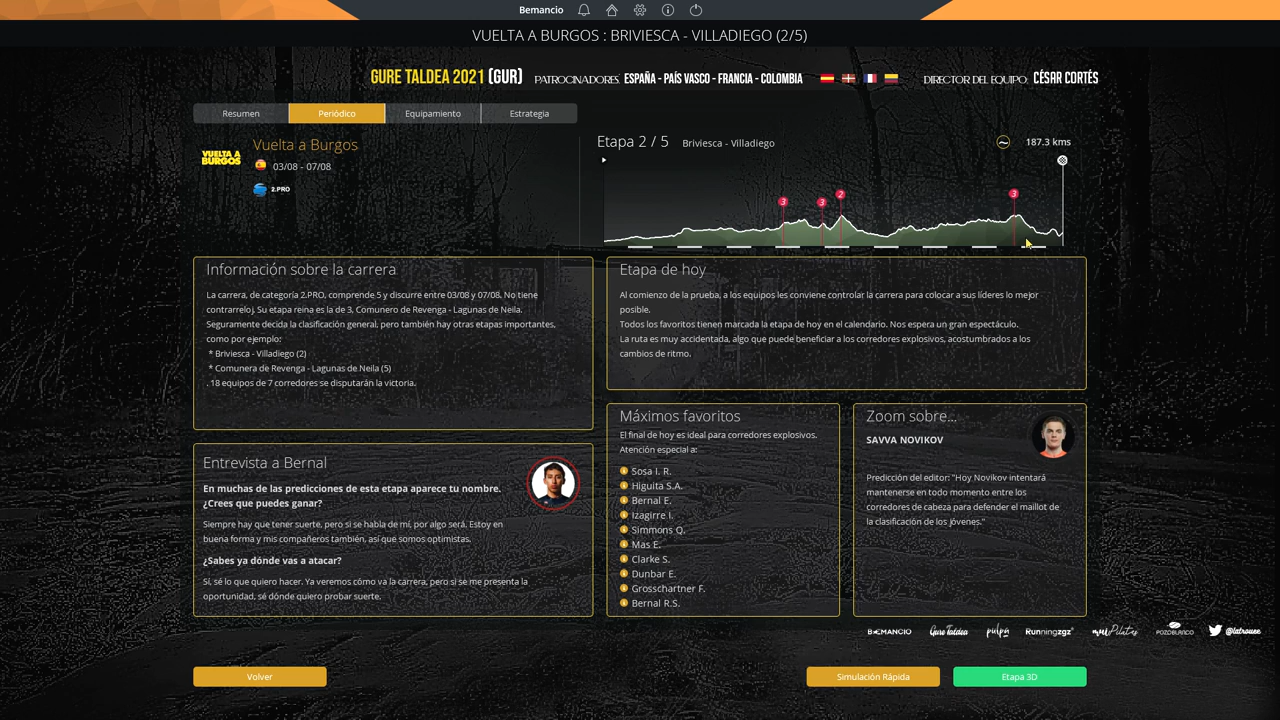 Bemancio
VUELTA A BURGOS : BRIVIESCA - VILLADIEGO (2/5)
GURE TALDEA 2021 (GUR) PATROCINADORES ESPAÑA - PAÍS VASCO - FRANCIA - COLOMBIA DIRECTOR DEL EQUIPO: CÉSAR CORTÉS
Resumen Periódico Equipamiento Estrategia
VUELTA A BURGOS
Vuelta a Burgos
03/08 - 07/08
2.PRO
Etapa 2 / 5 Briviesca - Villadiego 187.3 kms
3 3 2 3
Información sobre la carrera
La carrera, de categoría 2.PRO, comprende 5 y discurre entre 03/08 y 07/08. No tiene
contrarreloj. Su etapa reina es la de 3, Comunero de Revenga - Lagunas de Neila.
Seguramente decida la clasificación general, pero también hay otras etapas importantes,
como por ejemplo:
* Briviesca - Villadiego (2)
* Comunera de Revenga - Lagunas de Neila (5)
. 18 equipos de 7 corredores se disputarán la victoria.
Etapa de hoy
Al comienzo de la prueba, a los equipos les conviene controlar la carrera para colocar a sus líderes lo mejor
posible.
Todos los favoritos tienen marcada la etapa de hoy en el calendario. Nos espera un gran espectáculo.
La ruta es muy accidentada, algo que puede beneficiar a los corredores explosivos, acostumbrados a los
cambios de ritmo.
Entrevista a Bernal
En muchas de las predicciones de esta etapa aparece tu nombre.
¿Crees que puedes ganar?
Siempre hay que tener suerte, pero si se habla de mí, por algo será. Estoy en
buena forma y mis compañeros también, así que somos optimistas.
¿Sabes ya dónde vas a atacar?
Sí, sé lo que quiero hacer. Ya veremos cómo va la carrera, pero si se me presenta la
oportunidad, sé dónde quiero probar suerte.
Máximos favoritos
El final de hoy es ideal para corredores explosivos.
Atención especial a:
Sosa I. R.
Higuita S.A.
Bernal E.
Izagirre I.
Simmons Q.
Mas E.
Clarke S.
Dunbar E.
Grosschartner F.
Bernal R.S.
Zoom sobre...
SAVVA NOVIKOV
Predicción del editor: "Hoy Novikov intentará
mantenerse en todo momento entre los
corredores de cabeza para defender el maillot de
la clasificación de los jóvenes."
BEMANCIO Gure Taldea pulpa Runningzgz muiPilates POZOBLANCO @latrouee
Volver Simulación Rápida Etapa 3D